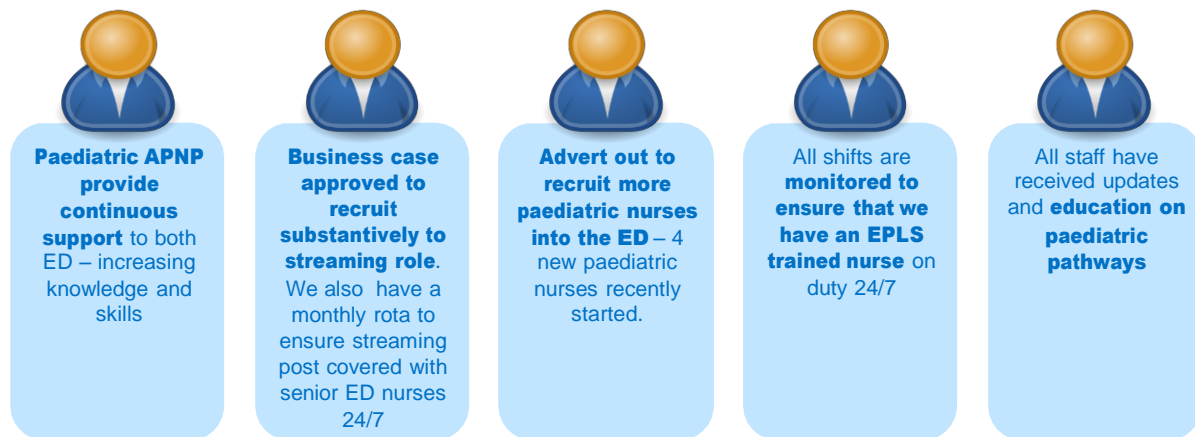 Paediatric APNP
provide
continuous
support to both
ED – increasing
knowledge and
skills
Business case
approved to
recruit
substantively to
streaming role.
We also have a
monthly rota to
ensure streaming
post covered with
senior ED nurses
24/7
Advert out to
recruit more
paediatric nurses
into the ED – 4
new paediatric
nurses recently
started.
All shifts are
monitored to
ensure that we
have an EPLS
trained nurse on
duty 24/7
All staff have
received updates
and education on
paediatric
pathways